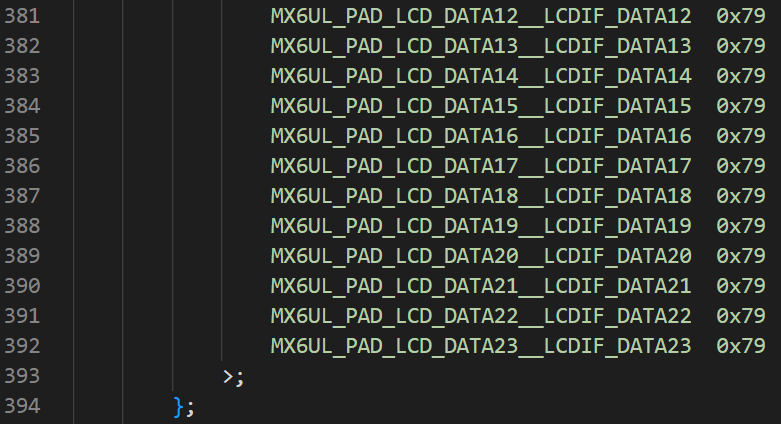 381 MX6UL_PAD_LCD_DATA12__LCDIF_DATA12 0x79
382 MX6UL_PAD_LCD_DATA13__LCDIF_DATA13 0x79
383 MX6UL_PAD_LCD_DATA14__LCDIF_DATA14 0x79
384 MX6UL_PAD_LCD_DATA15__LCDIF_DATA15 0x79
385 MX6UL_PAD_LCD_DATA16__LCDIF_DATA16 0x79
386 MX6UL_PAD_LCD_DATA17__LCDIF_DATA17 0x79
387 MX6UL_PAD_LCD_DATA18__LCDIF_DATA18 0x79
388 MX6UL_PAD_LCD_DATA19__LCDIF_DATA19 0x79
389 MX6UL_PAD_LCD_DATA20__LCDIF_DATA20 0x79
390 MX6UL_PAD_LCD_DATA21__LCDIF_DATA21 0x79
391 MX6UL_PAD_LCD_DATA22__LCDIF_DATA22 0x79
392 MX6UL_PAD_LCD_DATA23__LCDIF_DATA23 0x79
393 >;
394 };